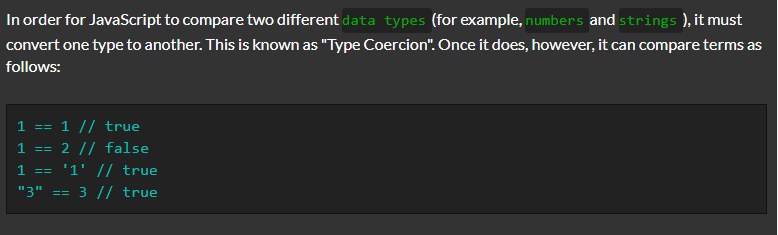 In order for JavaScript to compare two different data types (for example, numbers and strings ), it must
convert one type to another. This is known as "Type Coercion". Once it does, however, it can compare terms as
follows:
1 == 1 // true
1 == 2 // false
1 == '1' // true
"3" == 3 // true